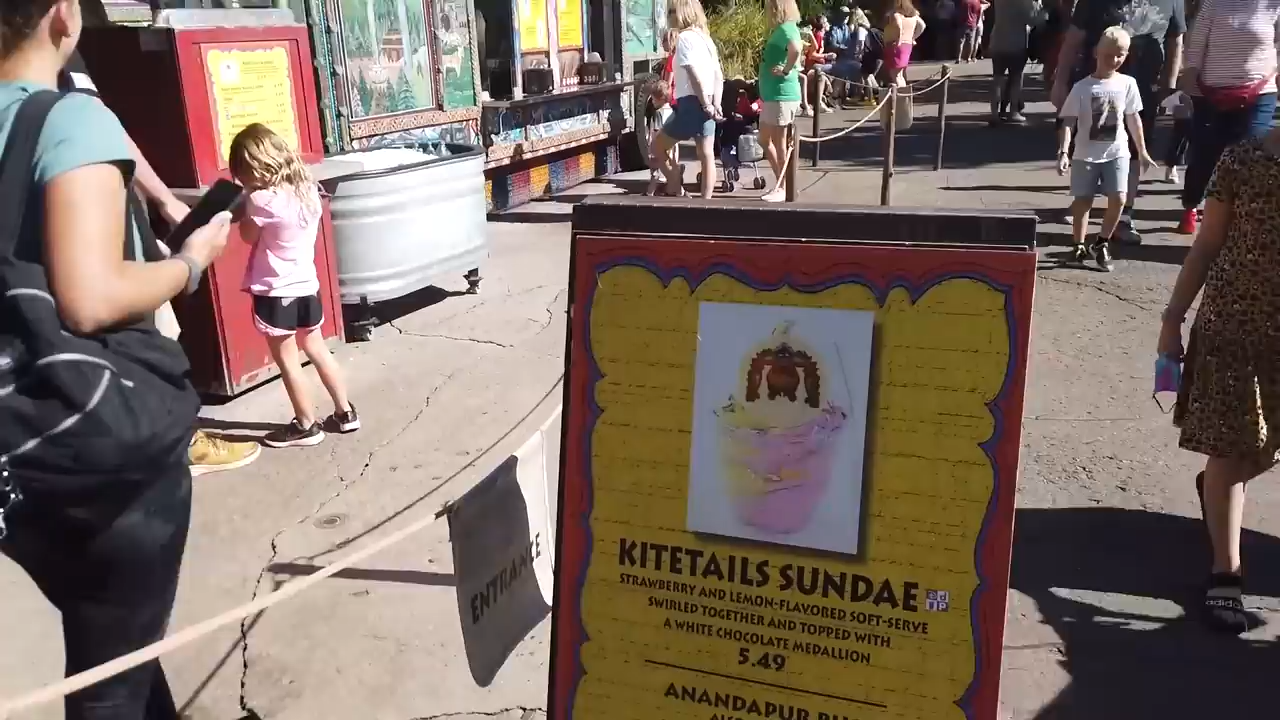 ENTRANCE
KITETAILS SUNDAE
STRAWBERRY AND LEMON-FLAVORED SOFT-SERVE
SWIRLED TOGETHER AND TOPPED WITH
A WHITE CHOCOLATE MEDALLION
5.49
ANANDAPUR
adidas